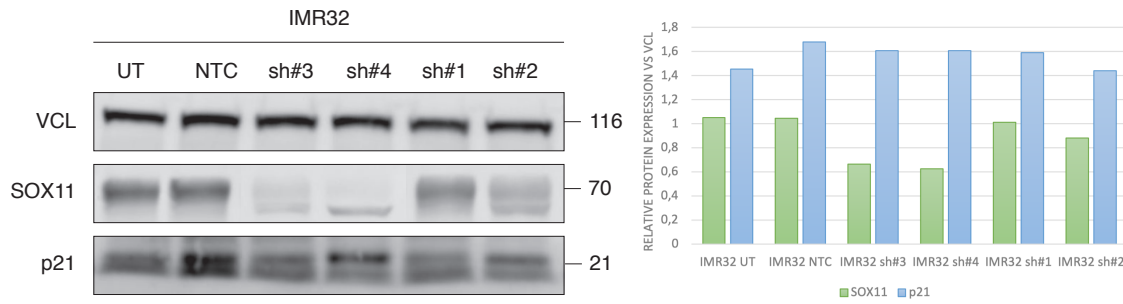 IMR32
UT NTC sh#3 sh#4 sh#1 sh#2
VCL 116
SOX11 70
p21 21
RELATIVE PROTEIN EXPRESSION VS VCL
1,8
1,6
1,4
1,2
1
0,8
0,6
0,4
0,2
0
IMR32 UT IMR32 NTC IMR32 sh#3 IMR32 sh#4 IMR32 sh#1 IMR32 sh#2
SOX11 p21